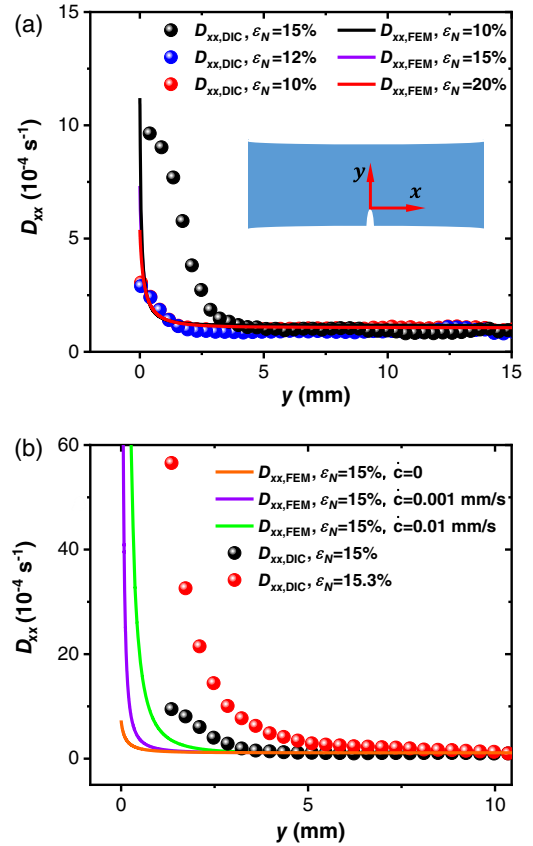 (a)
D_xx,DIC, ε_N=15%
D_xx,DIC, ε_N=12%
D_xx,DIC, ε_N=10%
D_xx,FEM, ε_N=10%
D_xx,FEM, ε_N=15%
D_xx,FEM, ε_N=20%
D_xx (10⁻⁴ s⁻¹)
15
10
5
0
y
x
0 5 10 15
y (mm)
(b)
D_xx,FEM, ε_N=15%, ċ=0
D_xx,FEM, ε_N=15%, ċ=0.001 mm/s
D_xx,FEM, ε_N=15%, ċ=0.01 mm/s
D_xx,DIC, ε_N=15%
D_xx,DIC, ε_N=15.3%
D_xx (10⁻⁴ s⁻¹)
60
40
20
0
0 5 10
y (mm)